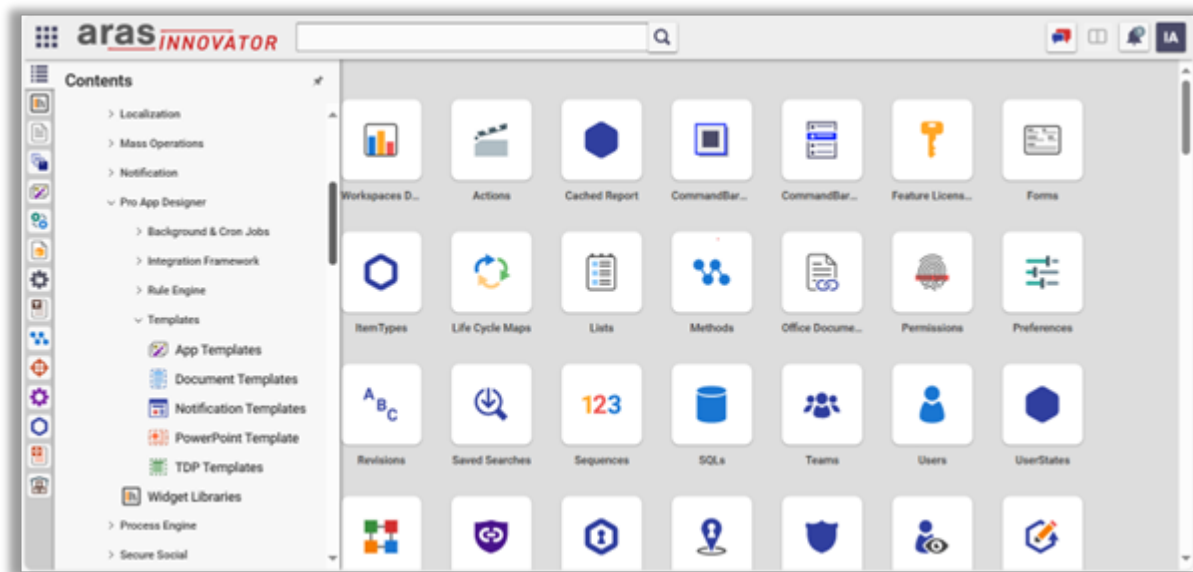 aras INNOVATOR
IA
Contents
Localization
Mass Operations
Notification
Pro App Designer
Background & Cron Jobs
Integration Framework
Rule Engine
Templates
App Templates
Document Templates
Notification Templates
PowerPoint Template
TDP Templates
Widget Libraries
Process Engine
Secure Social
Workspaces D...
Actions
Cached Report
CommandBar...
CommandBar...
Feature Licens...
Forms
ItemTypes
Life Cycle Maps
Lists
Methods
Office Docume...
Permissions
Preferences
A B C
123
Revisions
Saved Searches
Sequences
SQLs
Teams
Users
UserStates